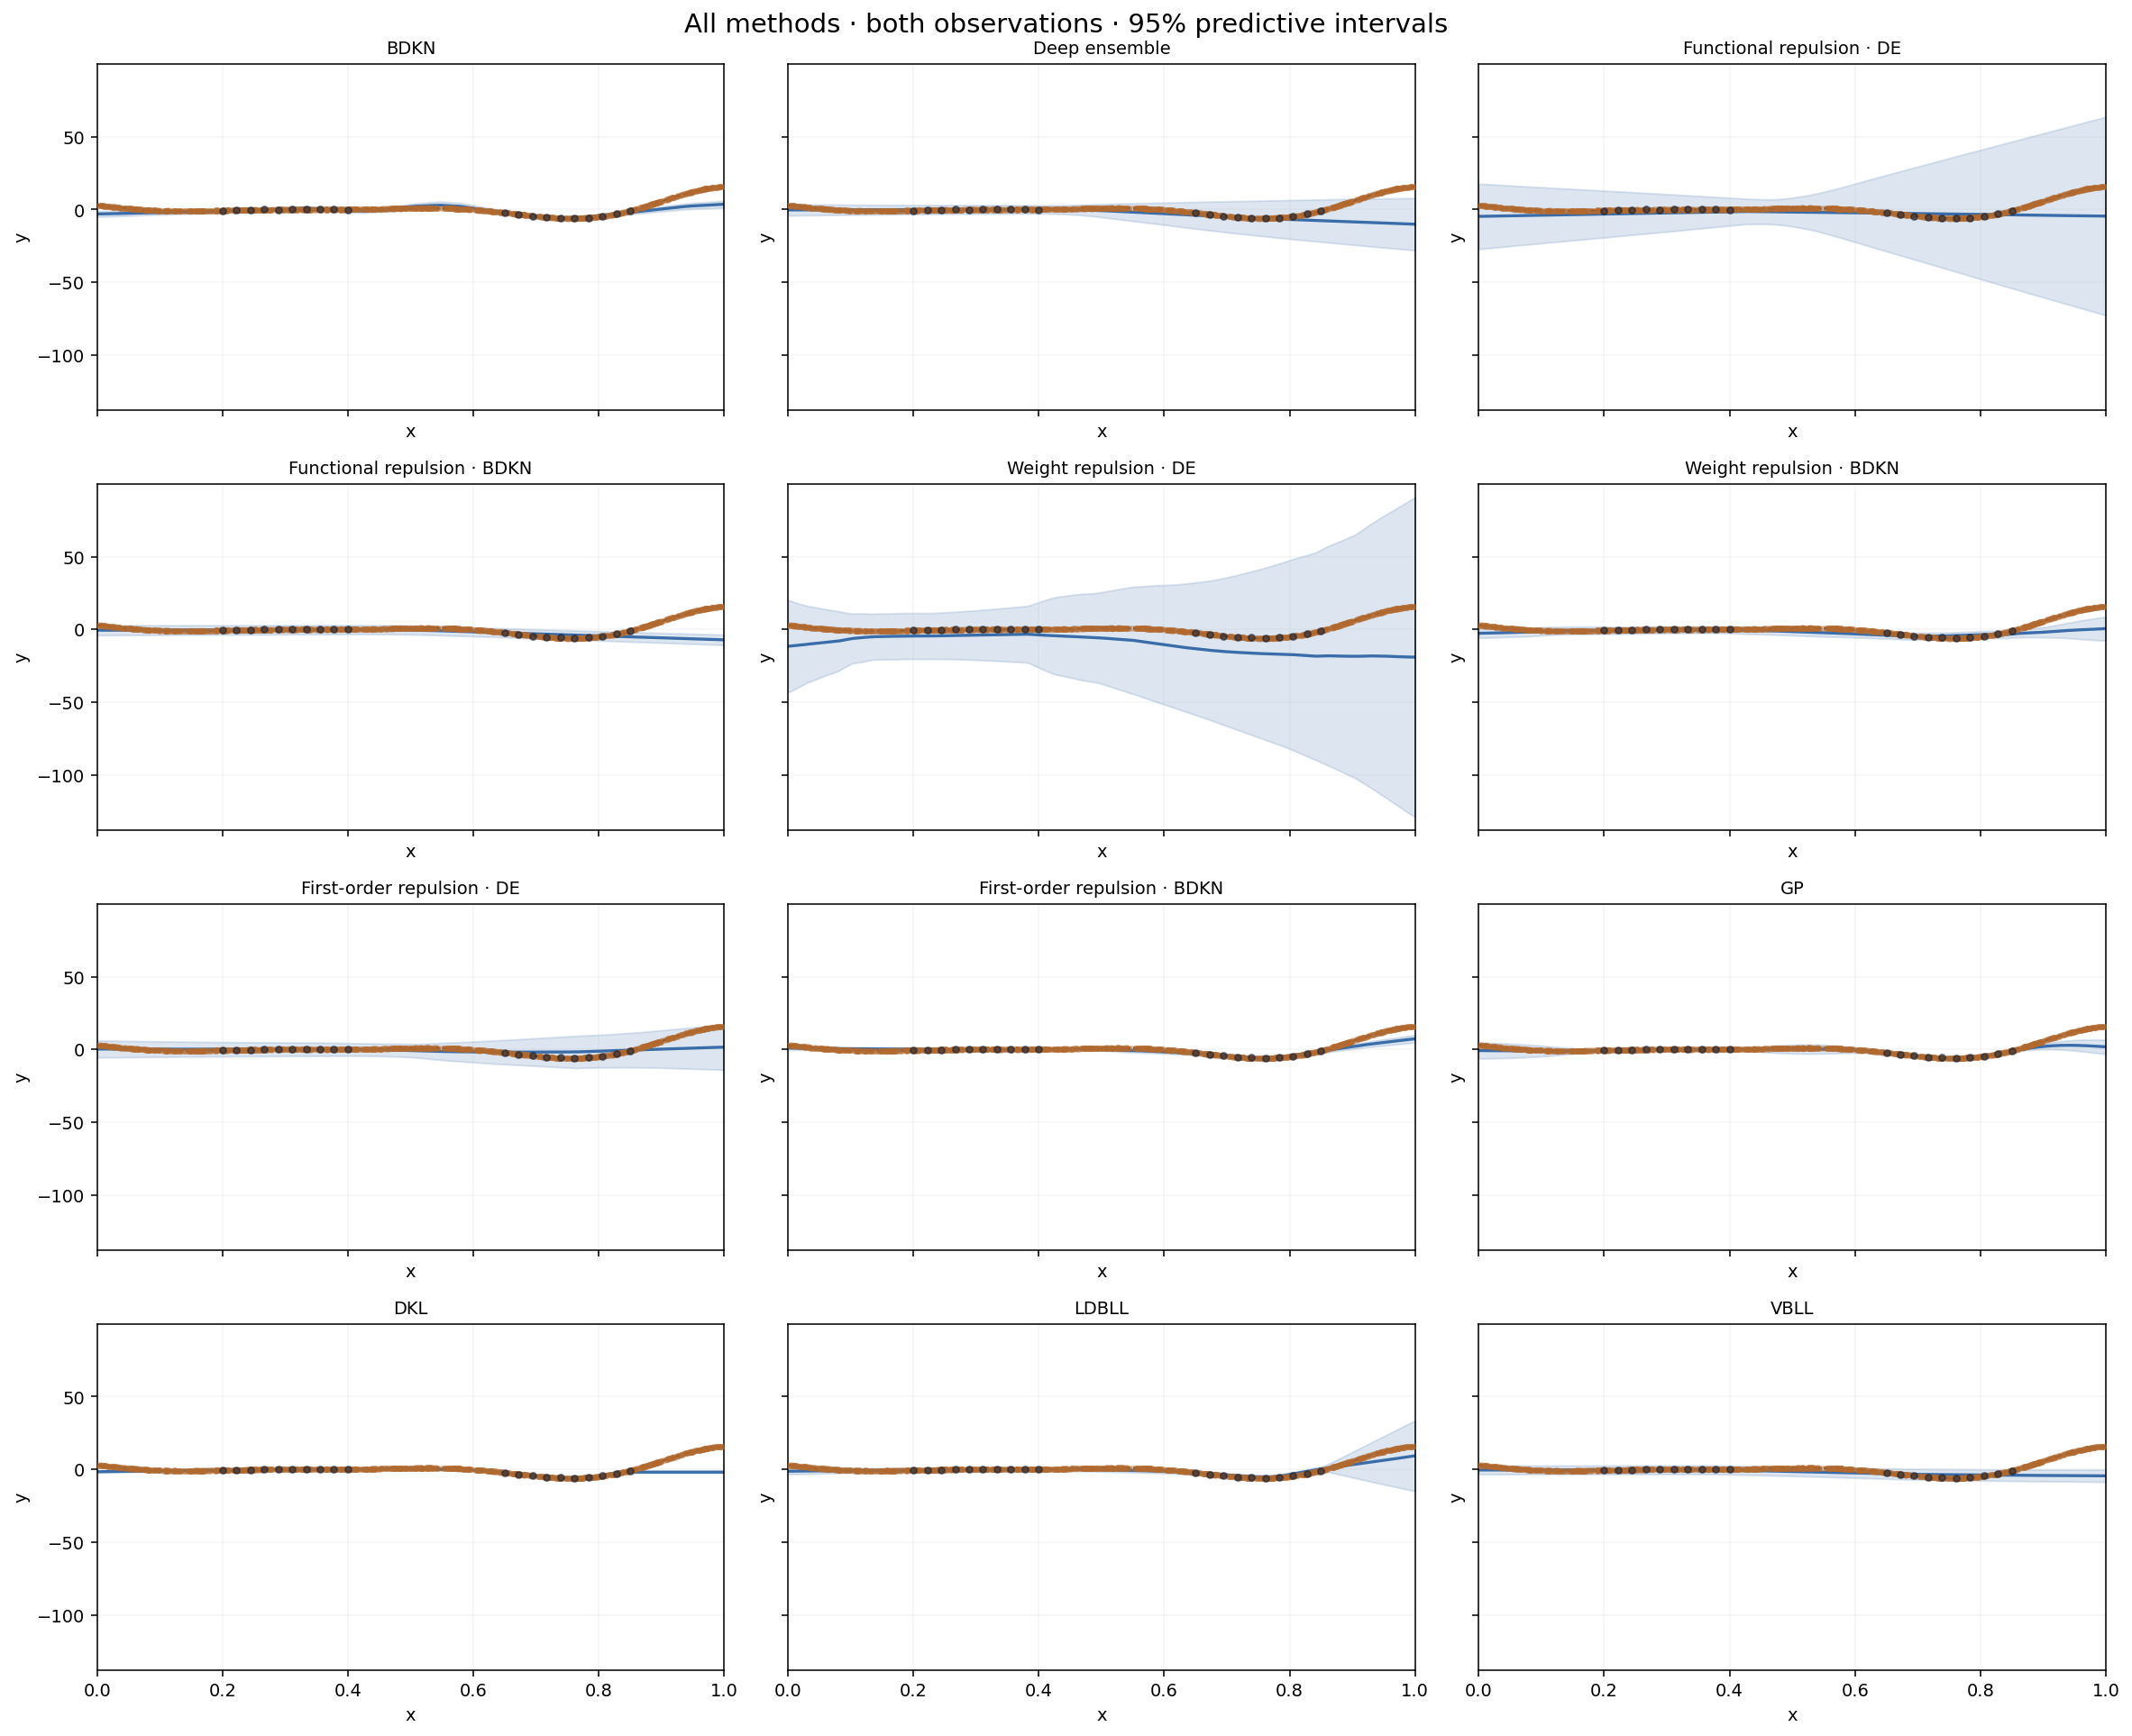 All methods · both observations · 95% predictive intervals
BDKN
Deep ensemble
Functional repulsion · DE
50
0
−50
−100
y
y
y
x
x
x
Functional repulsion · BDKN
Weight repulsion · DE
Weight repulsion · BDKN
50
0
−50
−100
y
y
y
x
x
x
First-order repulsion · DE
First-order repulsion · BDKN
GP
50
0
−50
−100
y
y
y
x
x
x
DKL
LDBLL
VBLL
50
0
−50
−100
y
y
y
0.0 0.2 0.4 0.6 0.8 1.0
0.0 0.2 0.4 0.6 0.8 1.0
0.0 0.2 0.4 0.6 0.8 1.0
x
x
x